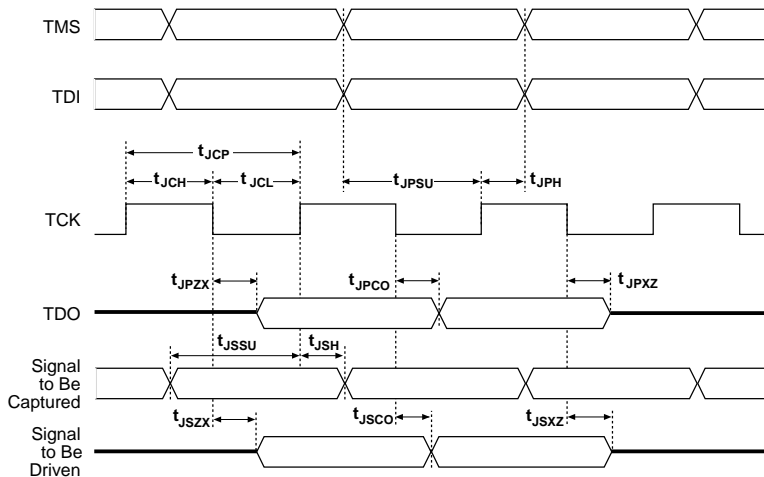 TMS
TDI
tJCP
tJCH
tJCL
tJPSU
tJPH
TCK
tJPZX
tJPCO
tJPXZ
TDO
tJSSU
tJSH
Signal
to Be
Captured
tJSZX
tJSCO
tJSXZ
Signal
to Be
Driven